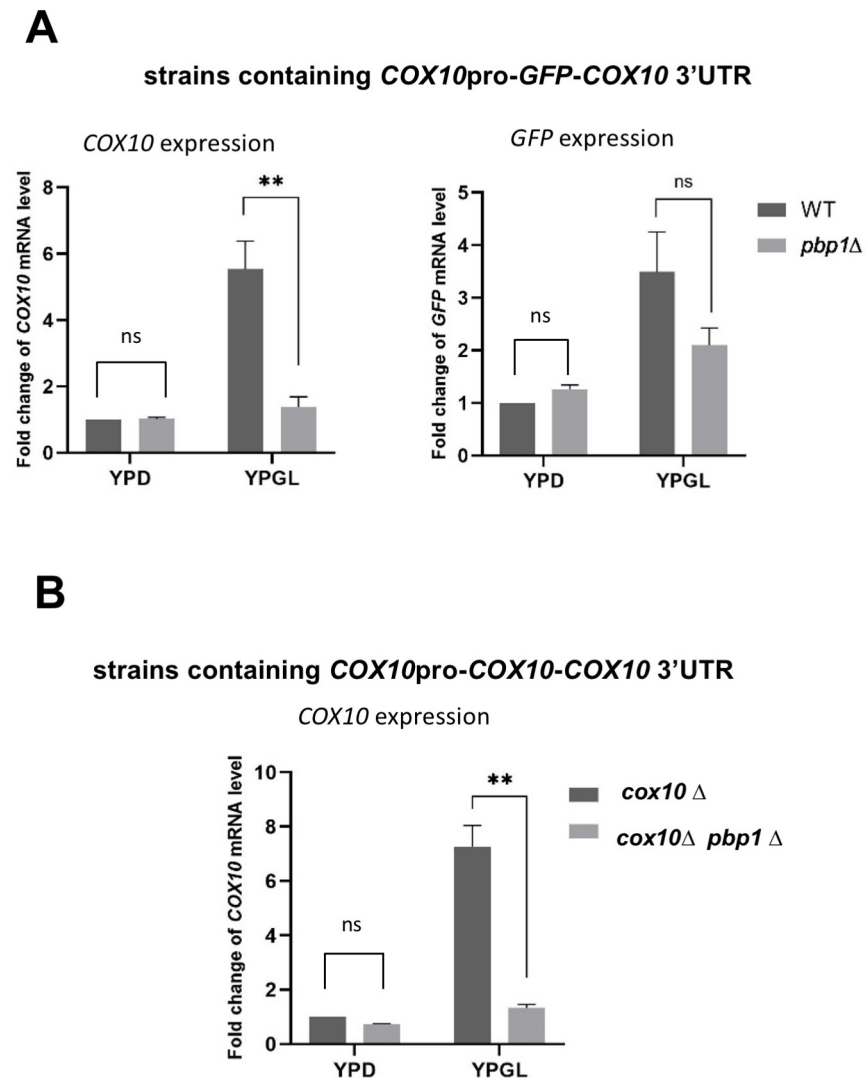 A
strains containing COX10pro-GFP-COX10 3’UTR
COX10 expression
Fold change of COX10 mRNA level
8
6
4
2
0
ns
**
YPD
YPGL
GFP expression
Fold change of GFP mRNA level
5
4
3
2
1
0
ns
ns
YPD
YPGL
WT
pbp1Δ
B
strains containing COX10pro-COX10-COX10 3’UTR
COX10 expression
Fold change of COX10 mRNA level
10
8
6
4
2
0
ns
**
YPD
YPGL
cox10 Δ
cox10Δ pbp1 Δ